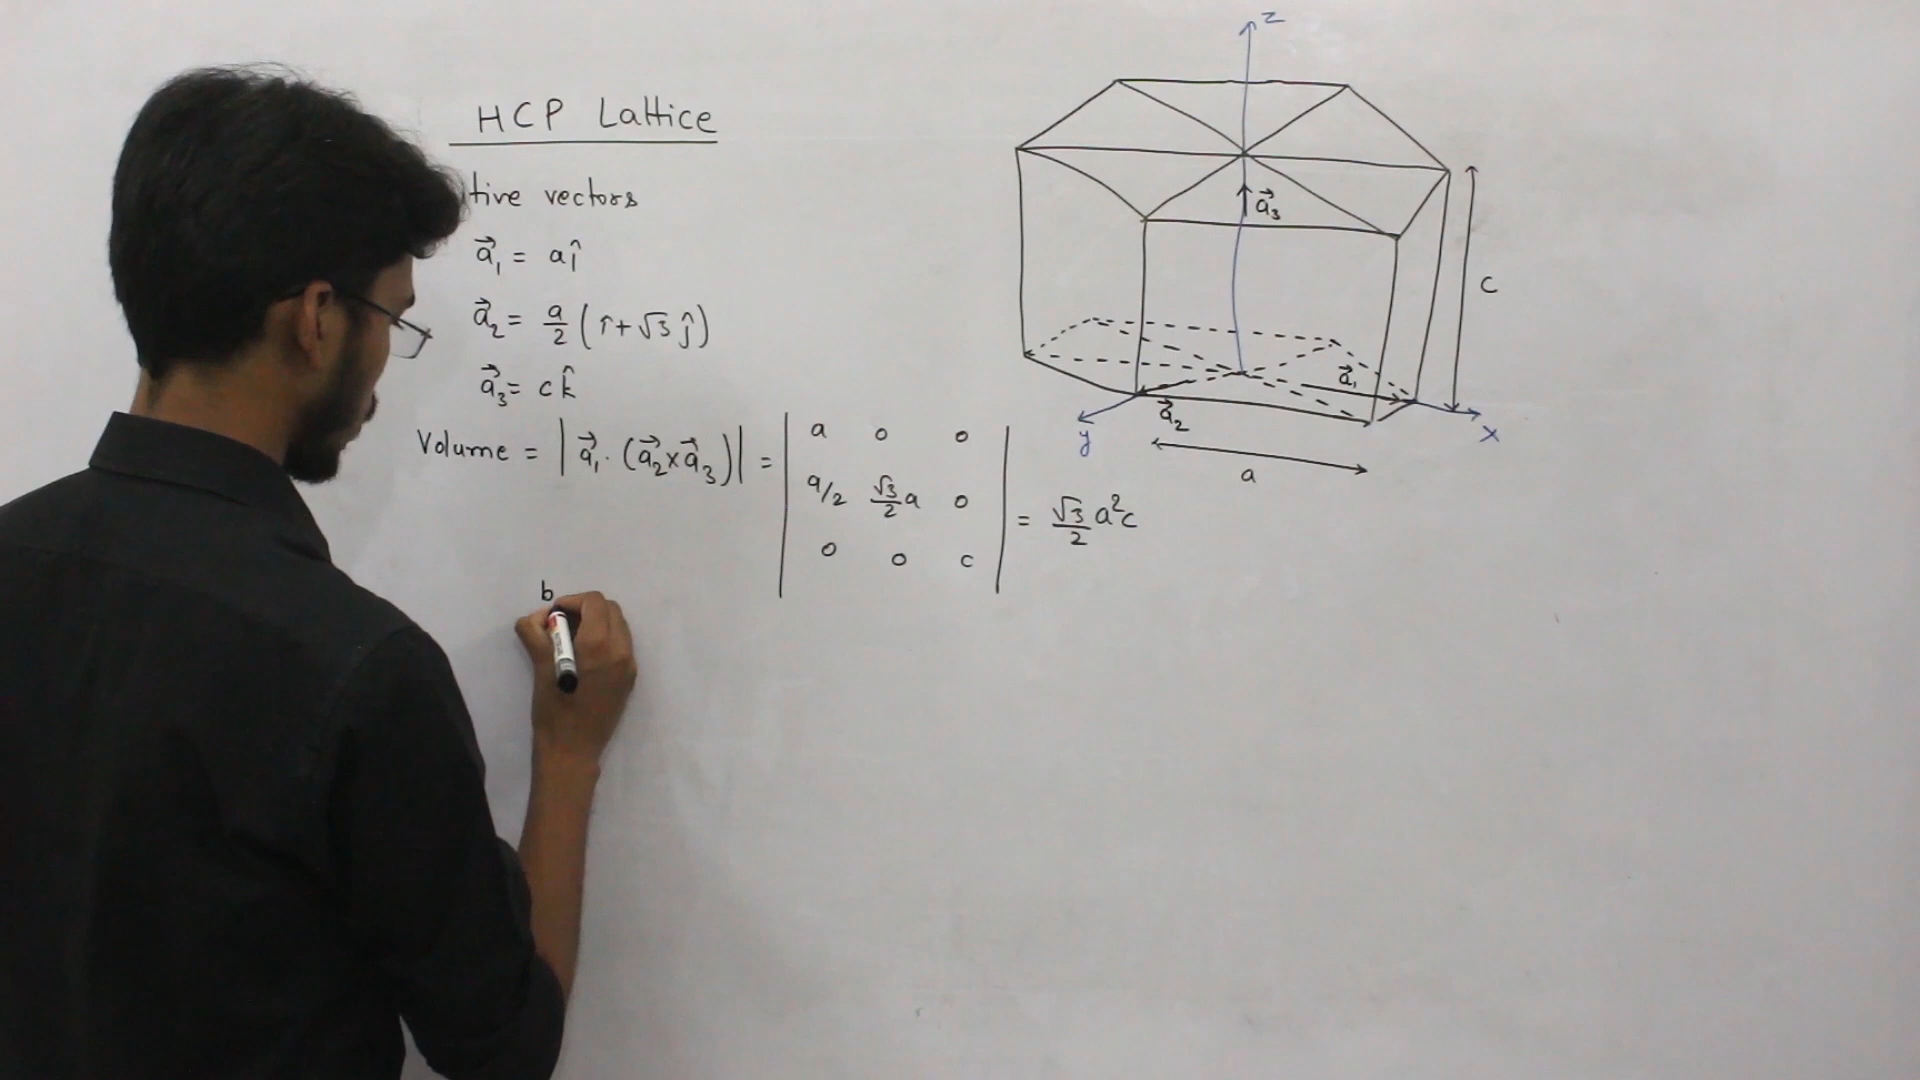 HCP Lattice
tive vectors
a⃗₁ = aî
a⃗₂ = a/2 (î + √3 ĵ)
a⃗₃ = c k̂
Volume = | a⃗₁ · (a⃗₂ × a⃗₃) | = | a 0 0 |
| a/2 √3/2 a 0 | = √3/2 a²c
| 0 0 c |
b
z
a⃗₃
c
a⃗₁
a⃗₂
y
x
a